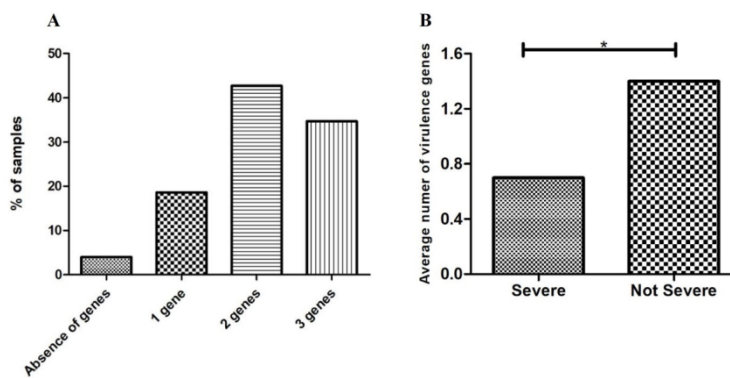 A
% of samples
50
40
30
20
10
0
Absence of genes
1 gene
2 genes
3 genes
B
Average numer of virulence genes
1.6
1.2
0.8
0.4
0.0
*
Severe
Not Severe